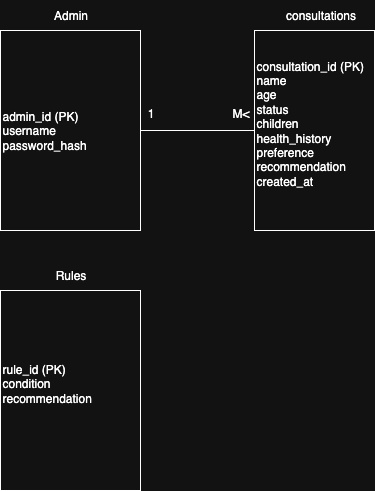 Admin
consultations
admin_id (PK)
username
password_hash
1
M<
consultation_id (PK)
name
age
status
children
health_history
preference
recommendation
created_at
Rules
rule_id (PK)
condition
recommendation